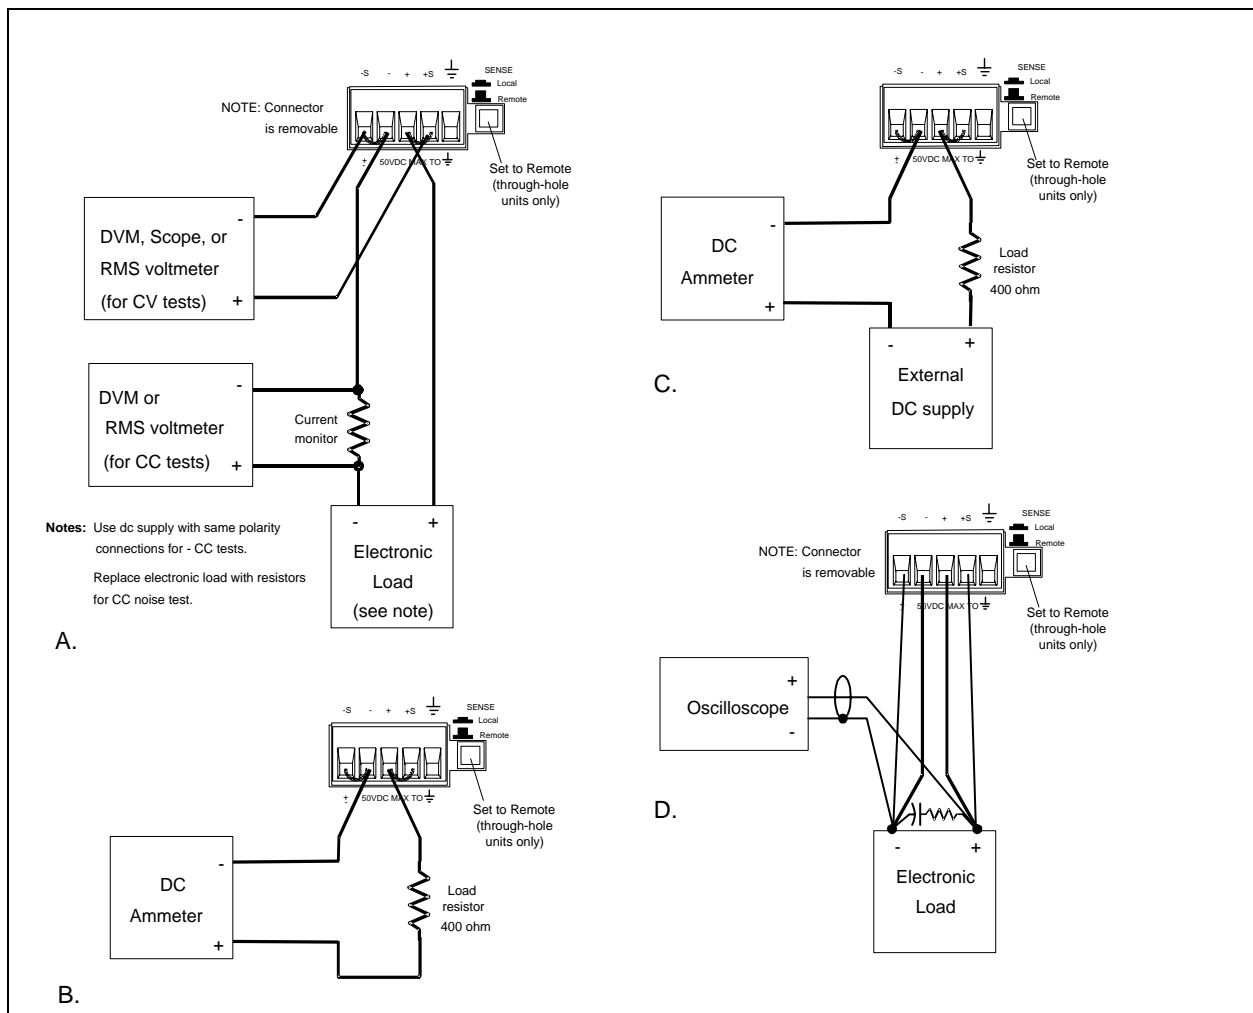 -S - + +S
SENSE
Local
Remote
NOTE: Connector
is removable
+
-
50VDC MAX TO
Set to Remote
(through-hole
units only)
-
DVM, Scope, or
RMS voltmeter
(for CV tests)
+
-
DVM or
RMS voltmeter
(for CC tests)
+
Current
monitor
Notes: Use dc supply with same polarity
connections for - CC tests.
Replace electronic load with resistors
for CC noise test.
- +
Electronic
Load
(see note)
A.
-S - + +S
SENSE
Local
Remote
+
-
50VDC MAX TO
Set to Remote
(through-hole
units only)
-
DC
Ammeter
+
Load
resistor
400 ohm
B.
-S - + +S
SENSE
Local
Remote
+
-
50VDC MAX TO
Set to Remote
(through-hole
units only)
-
DC
Ammeter
+
Load
resistor
400 ohm
- +
External
DC supply
C.
-S - + +S
SENSE
Local
Remote
NOTE: Connector
is removable
+
-
50VDC MAX TO
Set to Remote
(through-hole
units only)
+
Oscilloscope
-
- +
Electronic
Load
D.